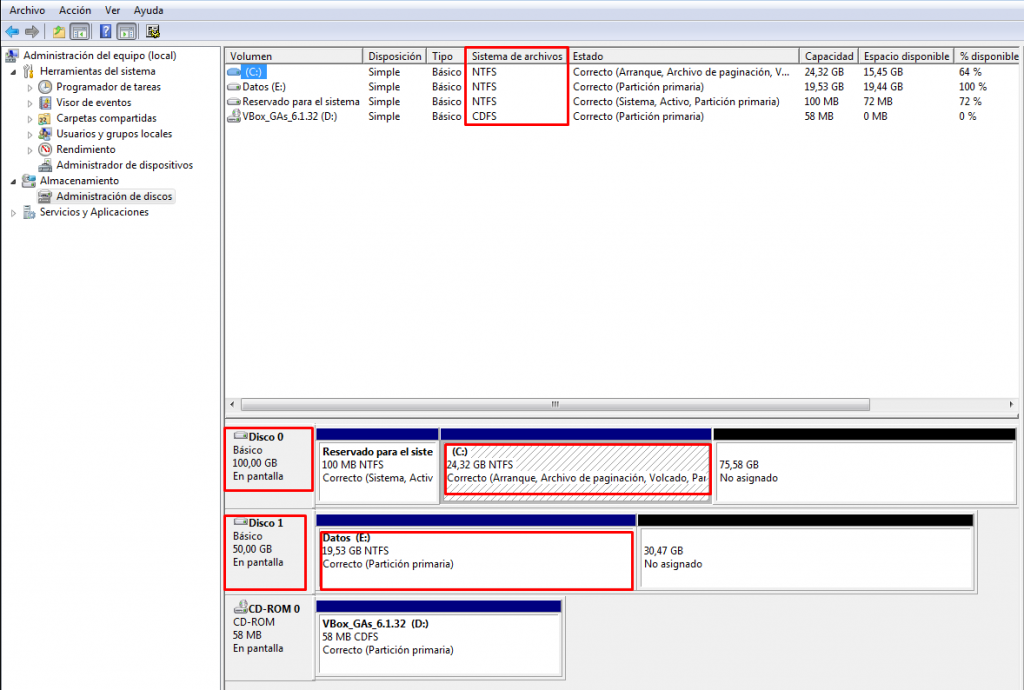 Archivo Acción Ver Ayuda
Administración del equipo (local)
Herramientas del sistema
Programador de tareas
Visor de eventos
Carpetas compartidas
Usuarios y grupos locales
Rendimiento
Administrador de dispositivos
Almacenamiento
Administración de discos
Servicios y Aplicaciones
Volumen Disposición Tipo Sistema de archivos Estado Capacidad Espacio disponible % disponible
(C:) Simple Básico NTFS Correcto (Arranque, Archivo de paginación, V... 24,32 GB 15,45 GB 64 %
Datos (E:) Simple Básico NTFS Correcto (Partición primaria) 19,53 GB 19,44 GB 100 %
Reservado para el sistema Simple Básico NTFS Correcto (Sistema, Activo, Partición primaria) 100 MB 72 MB 72 %
VBox_GAs_6.1.32 (D:) Simple Básico CDFS Correcto (Partición primaria) 58 MB 0 MB 0 %
Disco 0
Básico
100,00 GB
En pantalla
Reservado para el siste
100 MB NTFS
Correcto (Sistema, Activ
(C:)
24,32 GB NTFS
Correcto (Arranque, Archivo de paginación, Volcado, Par
75,58 GB
No asignado
Disco 1
Básico
50,00 GB
En pantalla
Datos (E:)
19,53 GB NTFS
Correcto (Partición primaria)
30,47 GB
No asignado
CD-ROM 0
CD-ROM
58 MB
En pantalla
VBox_GAs_6.1.32 (D:)
58 MB CDFS
Correcto (Partición primaria)